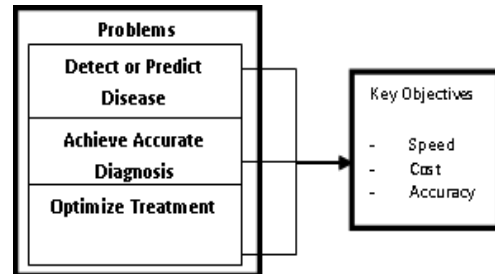 Problems
Detect or Predict
Disease
Achieve Accurate
Diagnosis
Optimize Treatment
Key Objectives
- Speed
- Cost
- Accuracy